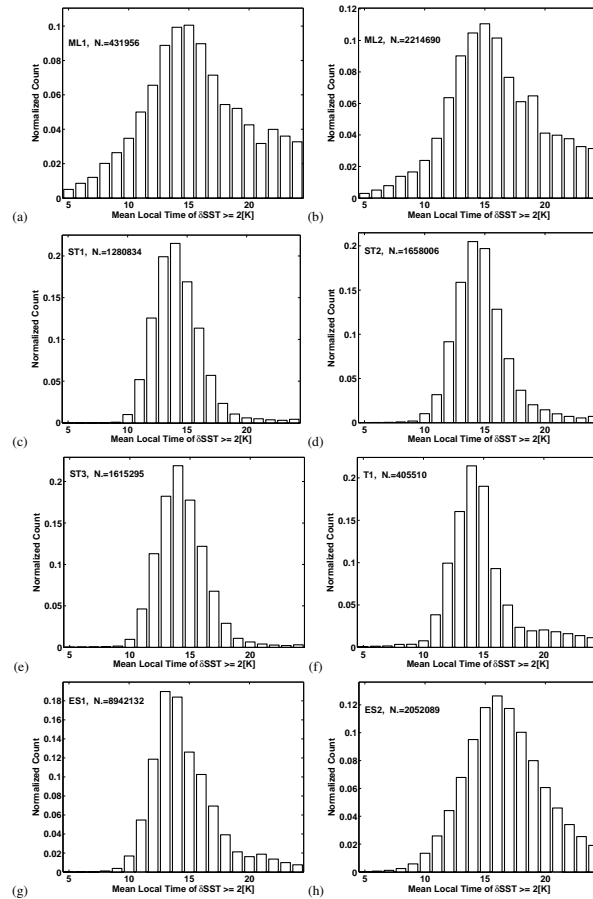 0.1
ML1, N.=431956
0.08
0.06
0.04
0.02
0
5 10 15 20
Normalized Count
Mean Local Time of δSST >= 2[K]
(a)
0.12
ML2, N.=2214690
0.1
0.08
0.06
0.04
0.02
0
5 10 15 20
Normalized Count
Mean Local Time of δSST >= 2[K]
(b)
ST1, N.=1280834
0.2
0.15
0.1
0.05
0
5 10 15 20
Normalized Count
Mean Local Time of δSST >= 2[K]
(c)
ST2, N.=1658006
0.2
0.15
0.1
0.05
0
5 10 15 20
Normalized Count
Mean Local Time of δSST >= 2[K]
(d)
ST3, N.=1615295
0.2
0.15
0.1
0.05
0
5 10 15 20
Normalized Count
Mean Local Time of δSST >= 2[K]
(e)
T1, N.=405510
0.2
0.15
0.1
0.05
0
5 10 15 20
Normalized Count
Mean Local Time of δSST >= 2[K]
(f)
ES1, N.=8942132
0.18
0.16
0.14
0.12
0.1
0.08
0.06
0.04
0.02
0
5 10 15 20
Normalized Count
Mean Local Time of δSST >= 2[K]
(g)
ES2, N.=2052089
0.12
0.1
0.08
0.06
0.04
0.02
0
5 10 15 20
Normalized Count
Mean Local Time of δSST >= 2[K]
(h)